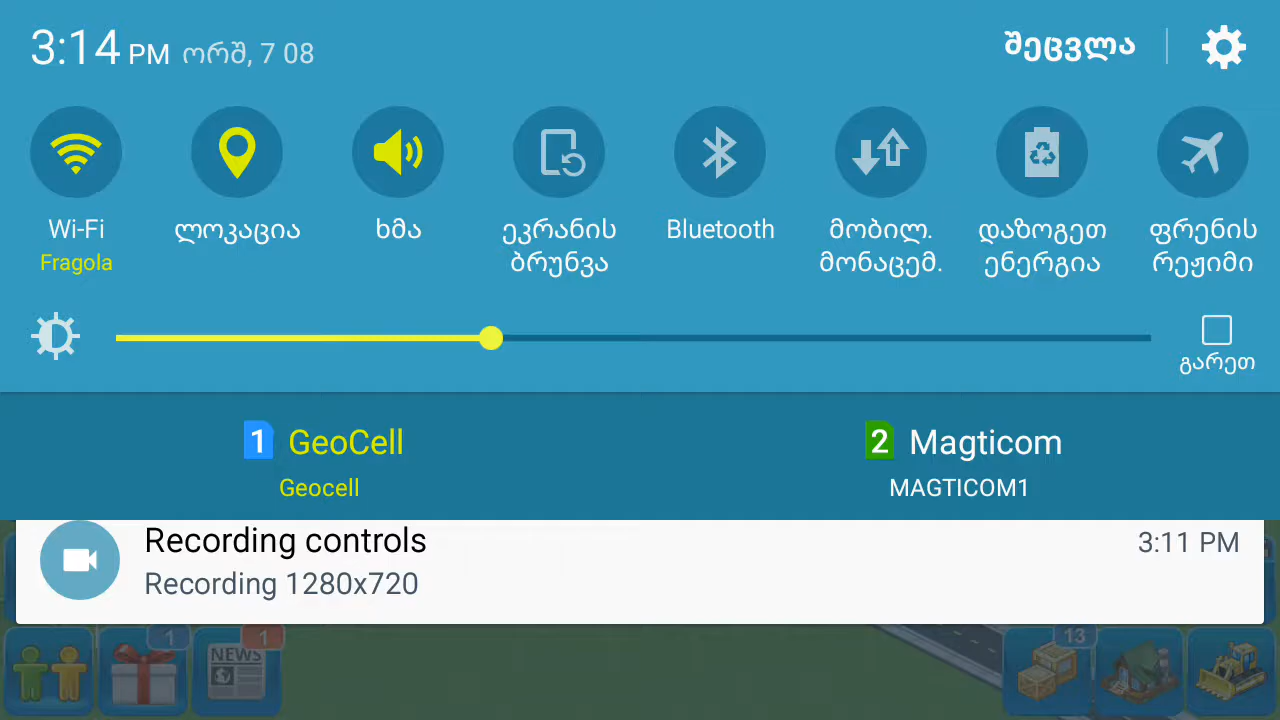 3:14 PM ორშ, 7 08
შეცვლა
Wi-Fi
Fragola
ლოკაცია
ხმა
ეკრანის
ბრუნვა
Bluetooth
მობილ.
მონაცემ.
დაზოგეთ
ენერგია
ფრენის
რეჟიმი
გარეთ
1 GeoCell
Geocell
2 Magticom
MAGTICOM1
Recording controls
3:11 PM
Recording 1280x720
1
1
NEWS
13